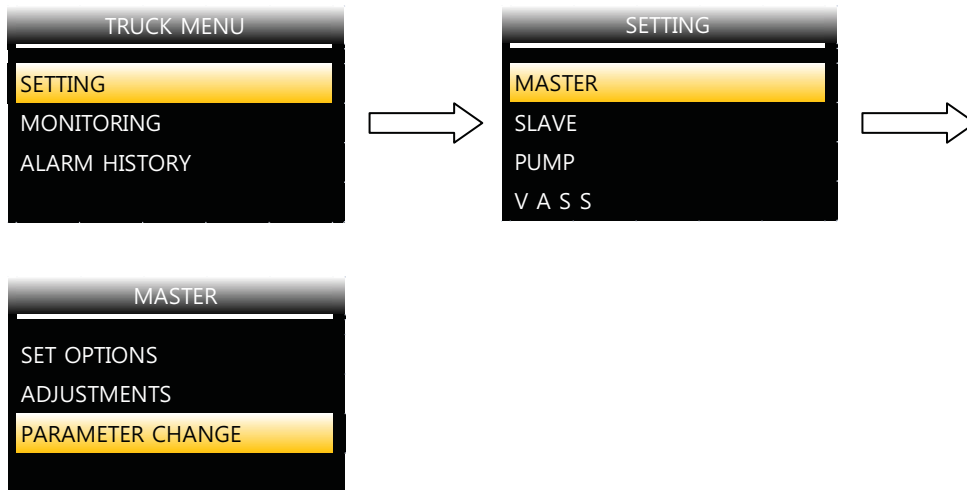 TRUCK MENU
SETTING
MONITORING
ALARM HISTORY
SETTING
MASTER
SLAVE
PUMP
V A S S
MASTER
SET OPTIONS
ADJUSTMENTS
PARAMETER CHANGE